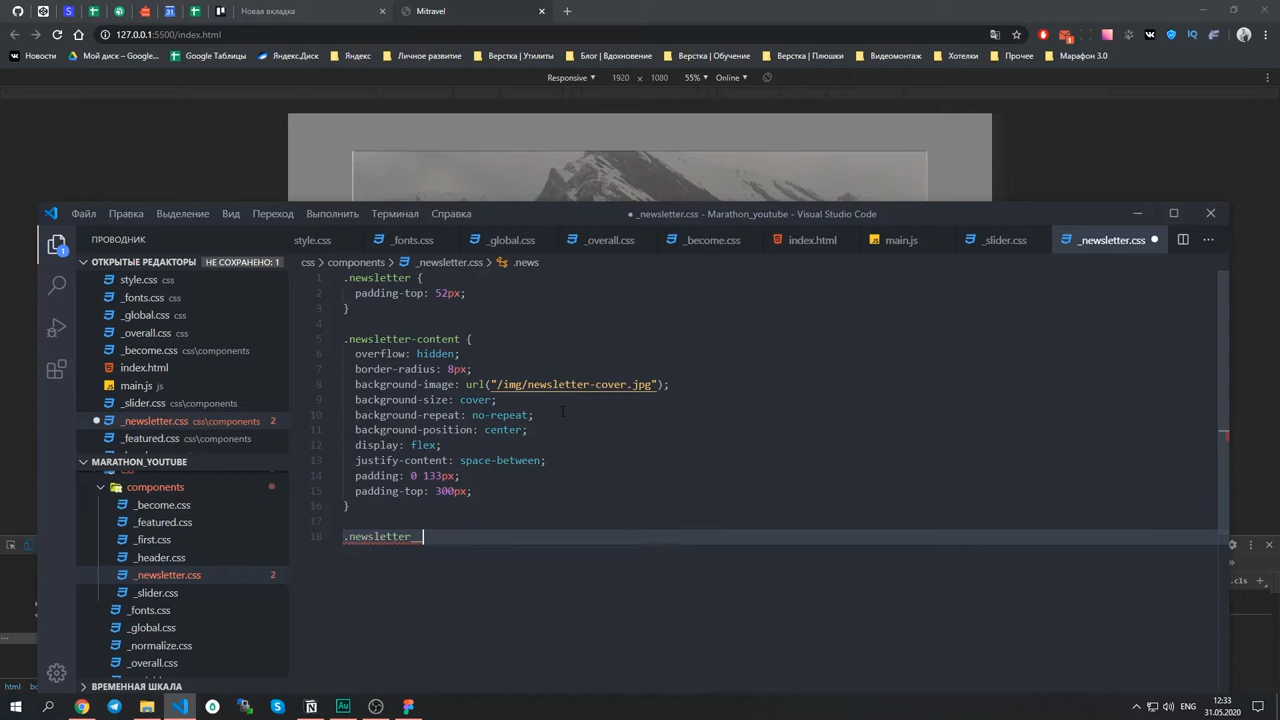 Новая вкладка
Mitravel
127.0.0.1:5500/index.html
Новости
Мой диск – Google...
Google Таблицы
Яндекс.Диск
Яндекс
Личное развитие
Верстка | Утилиты
Блог | Вдохновение
Верстка | Обучение
Верстка | Плюшки
Видеомонтаж
Хотелки
Прочее
Марафон 3.0
Responsive ▼ 1920 × 1080 55% ▼ Online ▼
Файл Правка Выделение Вид Переход Выполнить Терминал Справка
● _newsletter.css - Marathon_youtube - Visual Studio Code
ПРОВОДНИК
style.css
_fonts.css
_global.css
_overall.css
_become.css
index.html
main.js
_slider.css
_newsletter.css ●
ОТКРЫТЫЕ РЕДАКТОРЫ НЕ СОХРАНЕНО: 1
style.css
_fonts.css
_global.css
_overall.css
_become.css css\components
index.html
main.js
_slider.css css\components
_newsletter.css css\components 2
_featured.css css\components
MARATHON_YOUTUBE
components
_become.css
_featured.css
_first.css
_header.css
_newsletter.css 2
_slider.css
_fonts.css
_global.css
_normalize.css
_overall.css
ВРЕМЕННАЯ ШКАЛА
css > components > _newsletter.css > .news
1 .newsletter {
2 padding-top: 52px;
3 }
4
5 .newsletter-content {
6 overflow: hidden;
7 border-radius: 8px;
8 background-image: url("/img/newsletter-cover.jpg");
9 background-size: cover;
10 background-repeat: no-repeat;
11 background-position: center;
12 display: flex;
13 justify-content: space-between;
14 padding: 0 133px;
15 padding-top: 300px;
16 }
17
18 .newsletter__
.cls
html
ENG
12:33
31.05.2020